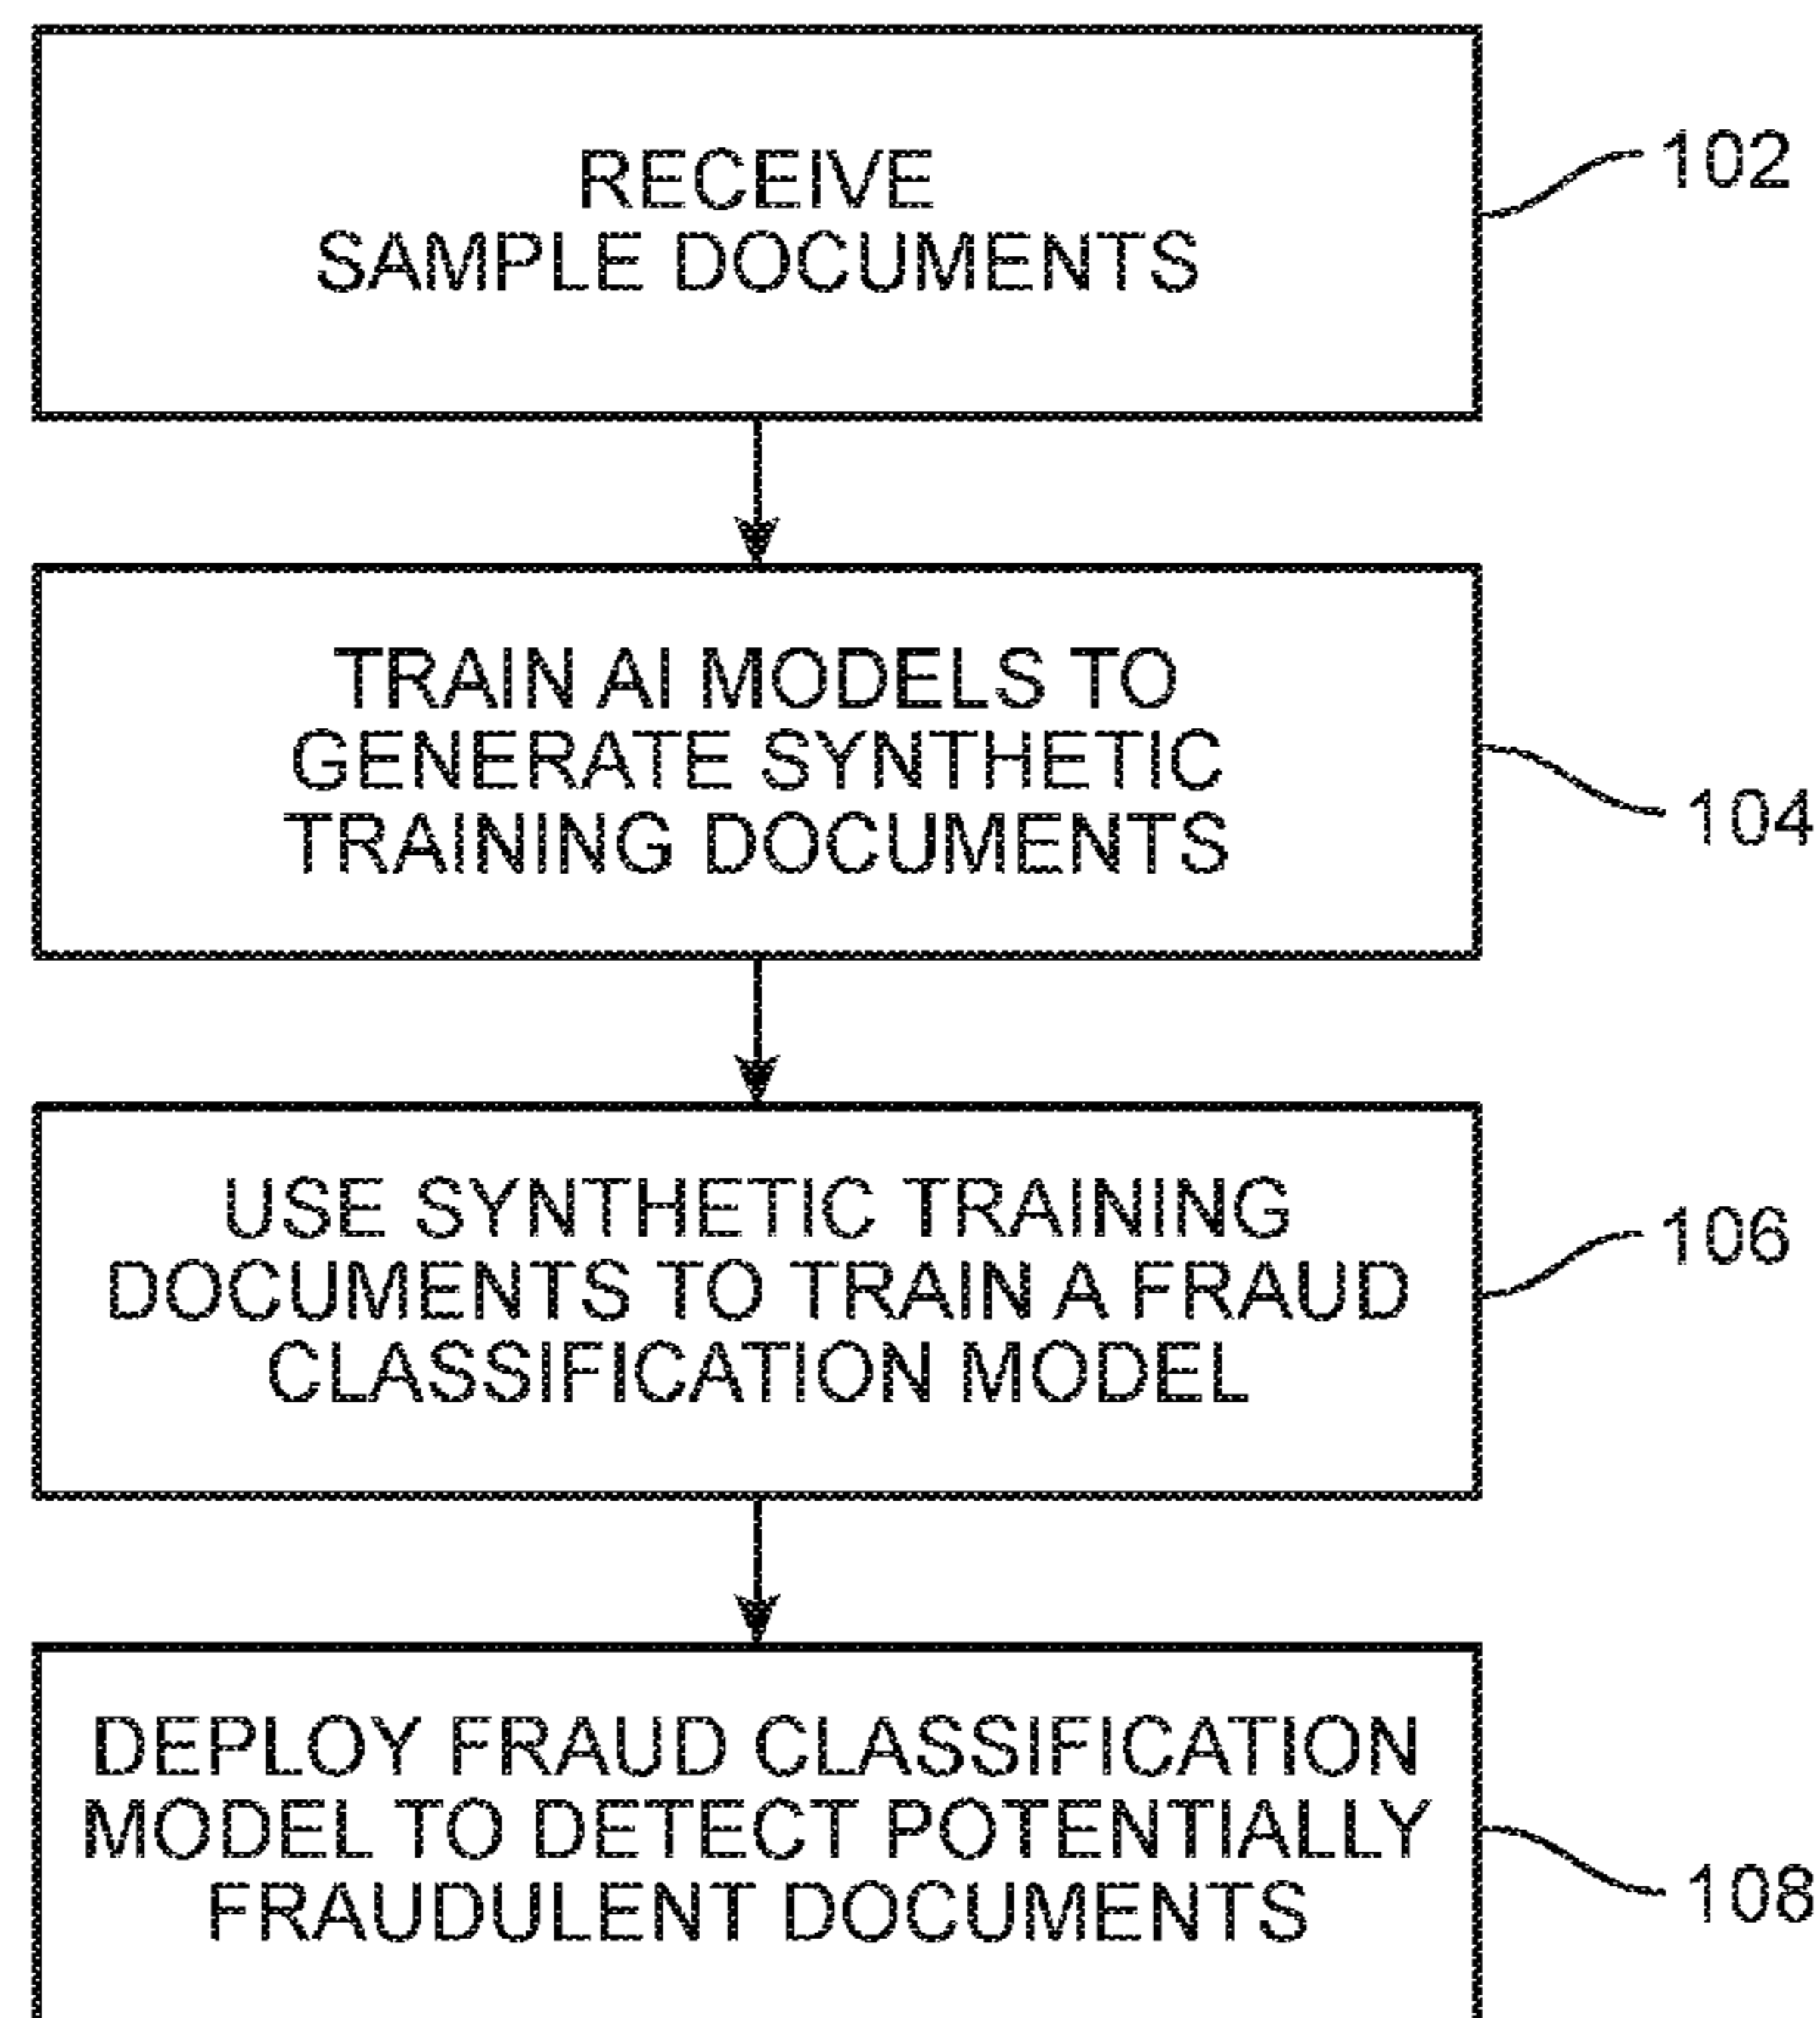 RECEIVE
SAMPLE DOCUMENTS
102
TRAIN AI MODELS TO
GENERATE SYNTHETIC
TRAINING DOCUMENTS
104
USE SYNTHETIC TRAINING
DOCUMENTS TO TRAIN A FRAUD
CLASSIFICATION MODEL
106
DEPLOY FRAUD CLASSIFICATION
MODEL TO DETECT POTENTIALLY
FRAUDULENT DOCUMENTS
108